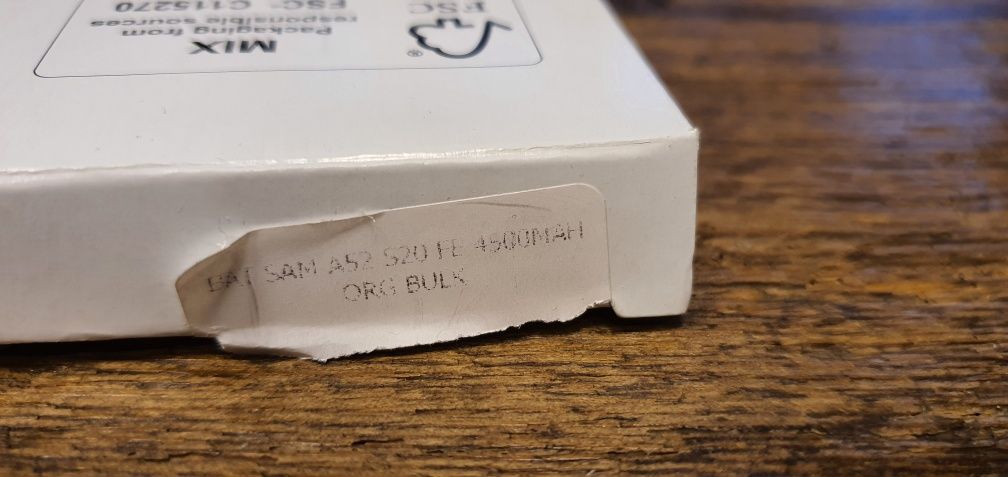 FSC
®
MIX
Packaging from
responsible sources
FSC® C115270
BAT SAM A52 S20 FE 4500MAH
ORG BULK